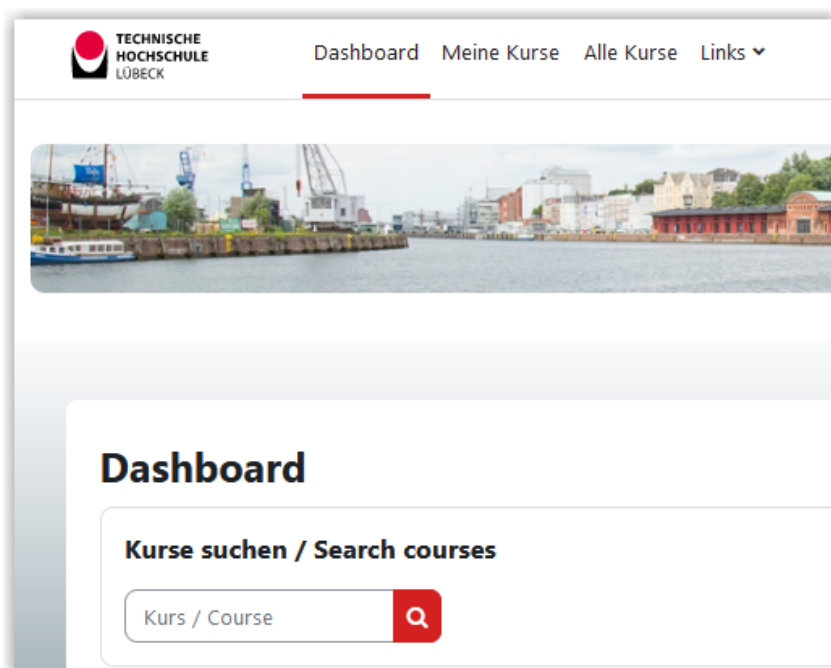 TECHNISCHE
HOCHSCHULE
LÜBECK
Dashboard Meine Kurse Alle Kurse Links
Dashboard
Kurse suchen / Search courses
Kurs / Course